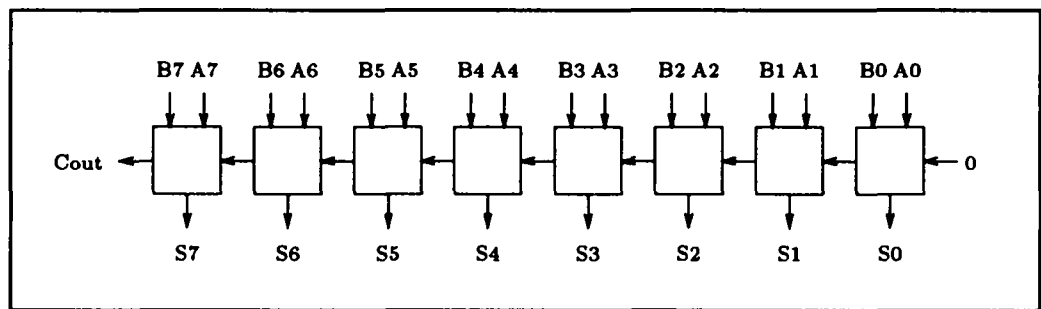 B7 A7 B6 A6 B5 A5 B4 A4 B3 A3 B2 A2 B1 A1 B0 A0
Cout 0
S7 S6 S5 S4 S3 S2 S1 S0